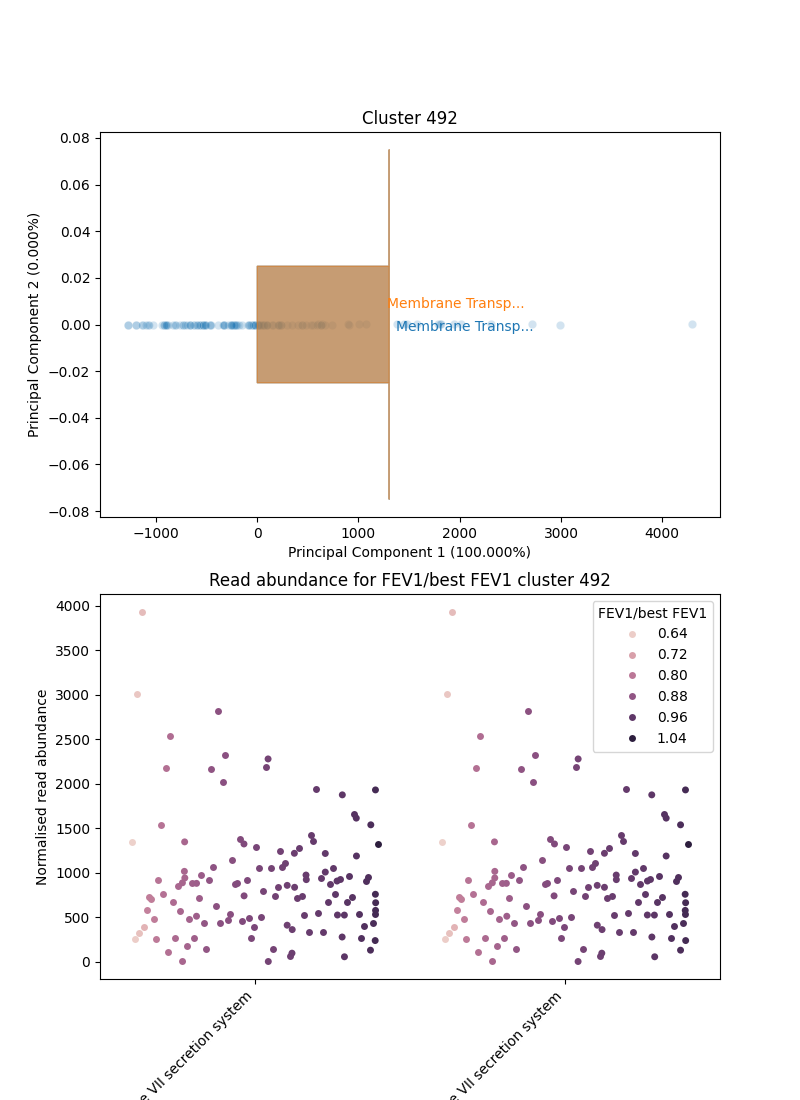 Cluster 492
0.08
0.06
0.04
0.02
0.00
−0.02
−0.04
−0.06
−0.08
Principal Component 2 (0.000%)
Membrane Transp...
Membrane Transp...
−1000 0 1000 2000 3000 4000
Principal Component 1 (100.000%)
Read abundance for FEV1/best FEV1 cluster 492
4000
3500
3000
2500
2000
1500
1000
500
0
Normalised read abundance
FEV1/best FEV1
0.64
0.72
0.80
0.88
0.96
1.04
VII secretion system
VII secretion system